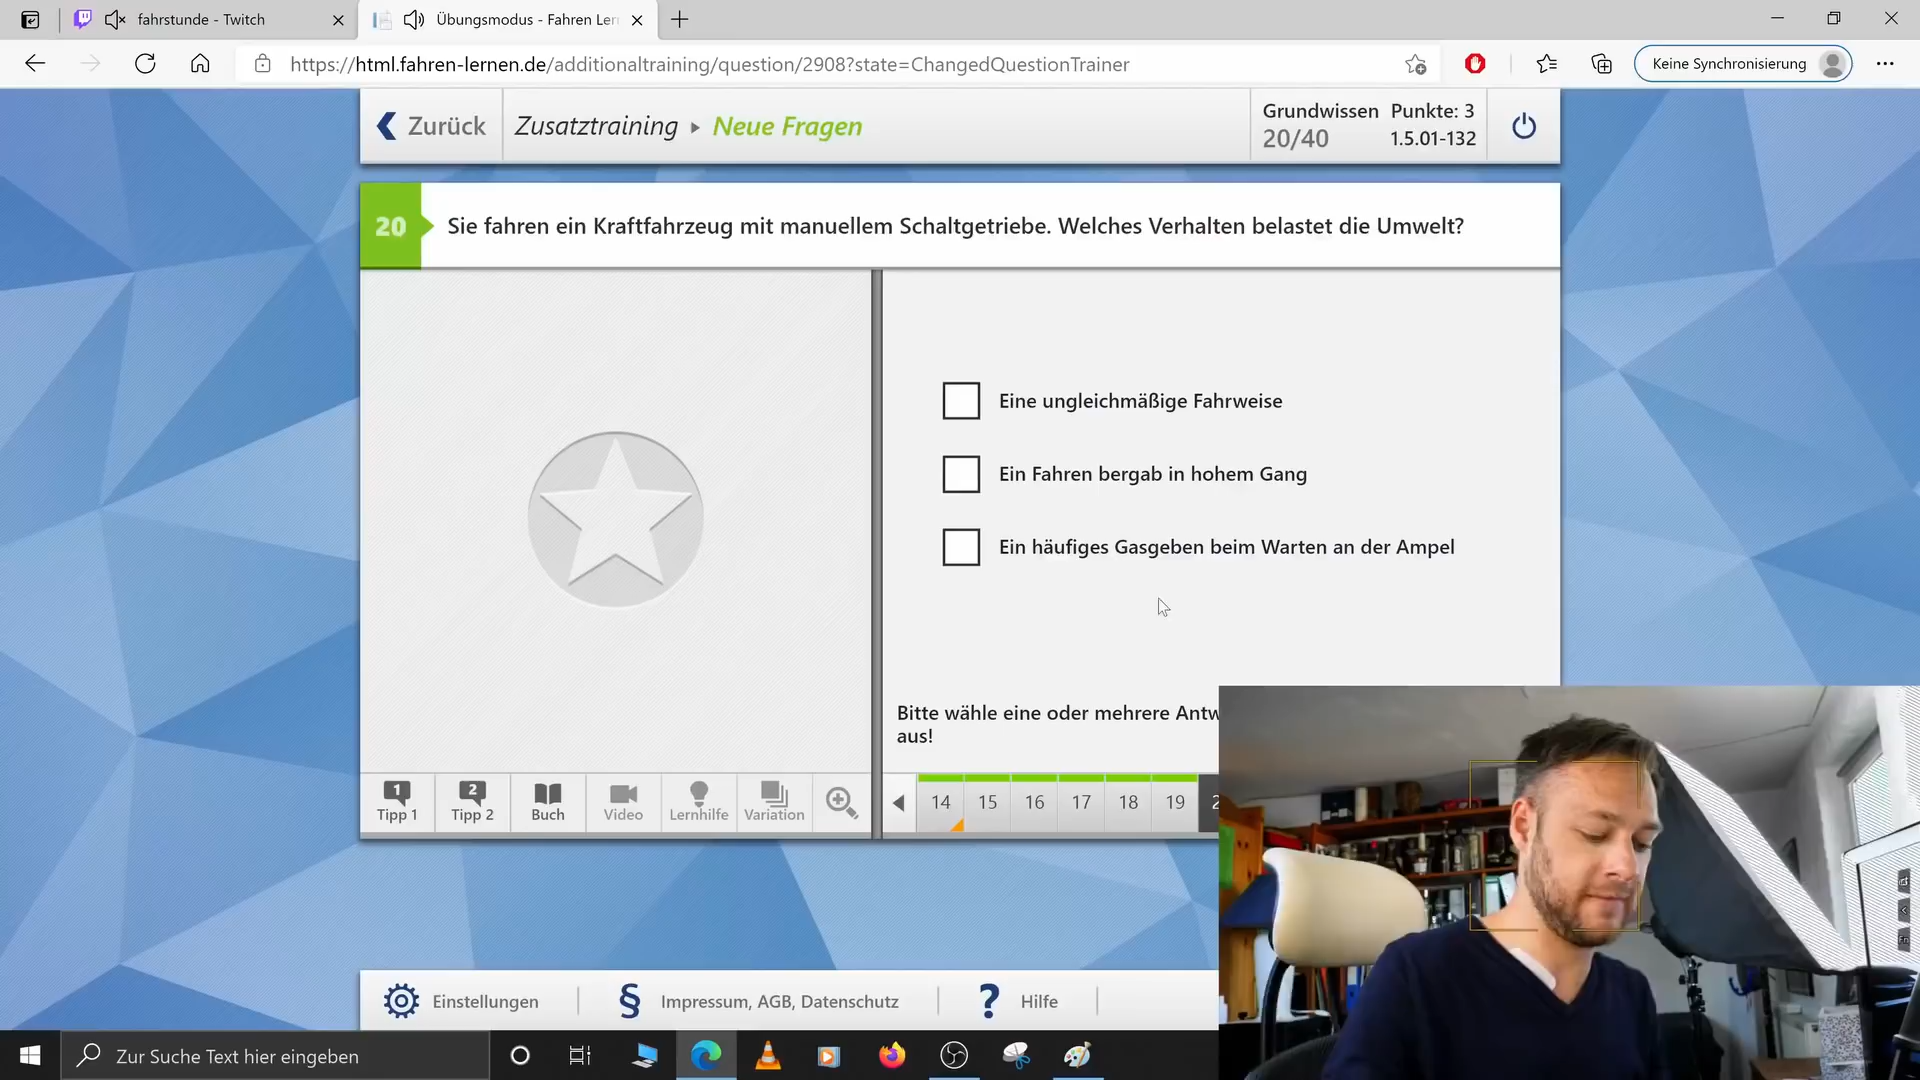 fahrstunde - Twitch
Übungsmodus - Fahren Ler
https://html.fahren-lernen.de/additionaltraining/question/2908?state=ChangedQuestionTrainer
Keine Synchronisierung
Zurück
Zusatztraining ▸ Neue Fragen
Grundwissen Punkte: 3
20/40 1.5.01-132
20 Sie fahren ein Kraftfahrzeug mit manuellem Schaltgetriebe. Welches Verhalten belastet die Umwelt?
Eine ungleichmäßige Fahrweise
Ein Fahren bergab in hohem Gang
Ein häufiges Gasgeben beim Warten an der Ampel
Bitte wähle eine oder mehrere Antw
aus!
1 2
Tipp 1 Tipp 2 Buch Video Lernhilfe Variation
14 15 16 17 18 19 2
Einstellungen § Impressum, AGB, Datenschutz ? Hilfe
Zur Suche Text hier eingeben